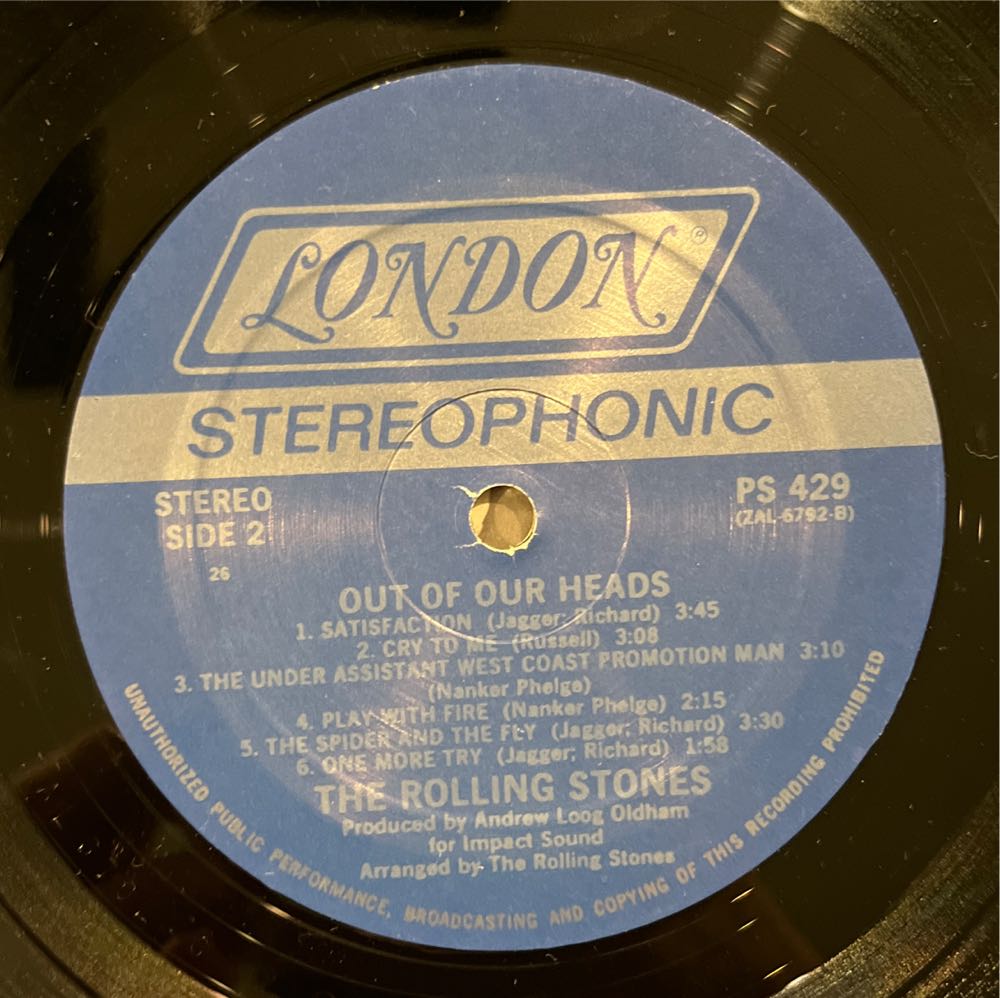 LONDON ®
STEREOPHONIC
STEREO
SIDE 2
26
PS 429
(ZAL-6792-B)
OUT OF OUR HEADS
1. SATISFACTION (Jagger; Richard) 3:45
2. CRY TO ME (Russell) 3:08
3. THE UNDER ASSISTANT WEST COAST PROMOTION MAN 3:10
(Nanker Phelge)
4. PLAY WITH FIRE (Nanker Phelge) 2:15
5. THE SPIDER AND THE FLY (Jagger; Richard) 3:30
6. ONE MORE TRY (Jagger; Richard) 1:58
THE ROLLING STONES
Produced by Andrew Loog Oldham
for Impact Sound
Arranged by The Rolling Stones
UNAUTHORIZED PUBLIC PERFORMANCE, BROADCASTING AND COPYING OF THIS RECORDING PROHIBITED